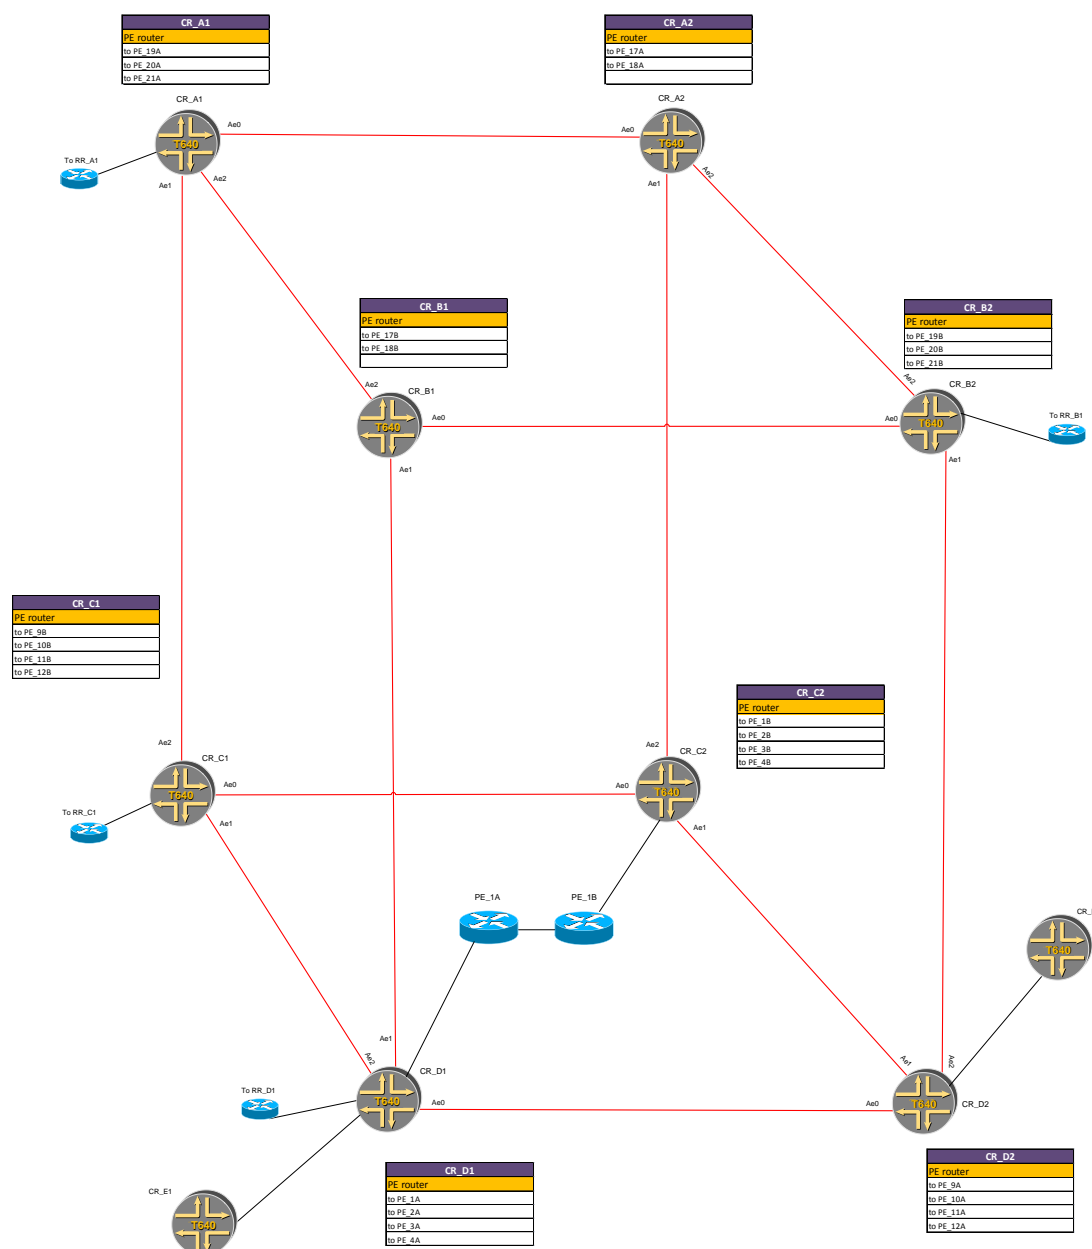 CR_A1
PE router
to PE_19A
to PE_20A
to PE_21A
CR_A2
PE router
to PE_17A
to PE_18A
CR_A1
T640
Ae0
Ae1
Ae2
To RR_A1
CR_A2
T640
Ae0
Ae1
Ae2
CR_B1
PE router
to PE_17B
to PE_18B
CR_B2
PE router
to PE_19B
to PE_20B
to PE_21B
Ae2
CR_B1
T640
Ae0
Ae1
Ae2
CR_B2
T640
Ae0
Ae1
To RR_B1
CR_C1
PE router
to PE_9B
to PE_10B
to PE_11B
to PE_12B
CR_C2
PE router
to PE_1B
to PE_2B
to PE_3B
to PE_4B
Ae2
CR_C1
T640
Ae0
Ae1
To RR_C1
Ae2
CR_C2
T640
Ae0
Ae1
PE_1A
PE_1B
T640
Ae1
Ae2
CR_D1
T640
Ae0
To RR_D1
Ae1
Ae2
Ae0
T640
CR_D2
CR_E1
T640
CR_D1
PE router
to PE_1A
to PE_2A
to PE_3A
to PE_4A
CR_D2
PE router
to PE_9A
to PE_10A
to PE_11A
to PE_12A